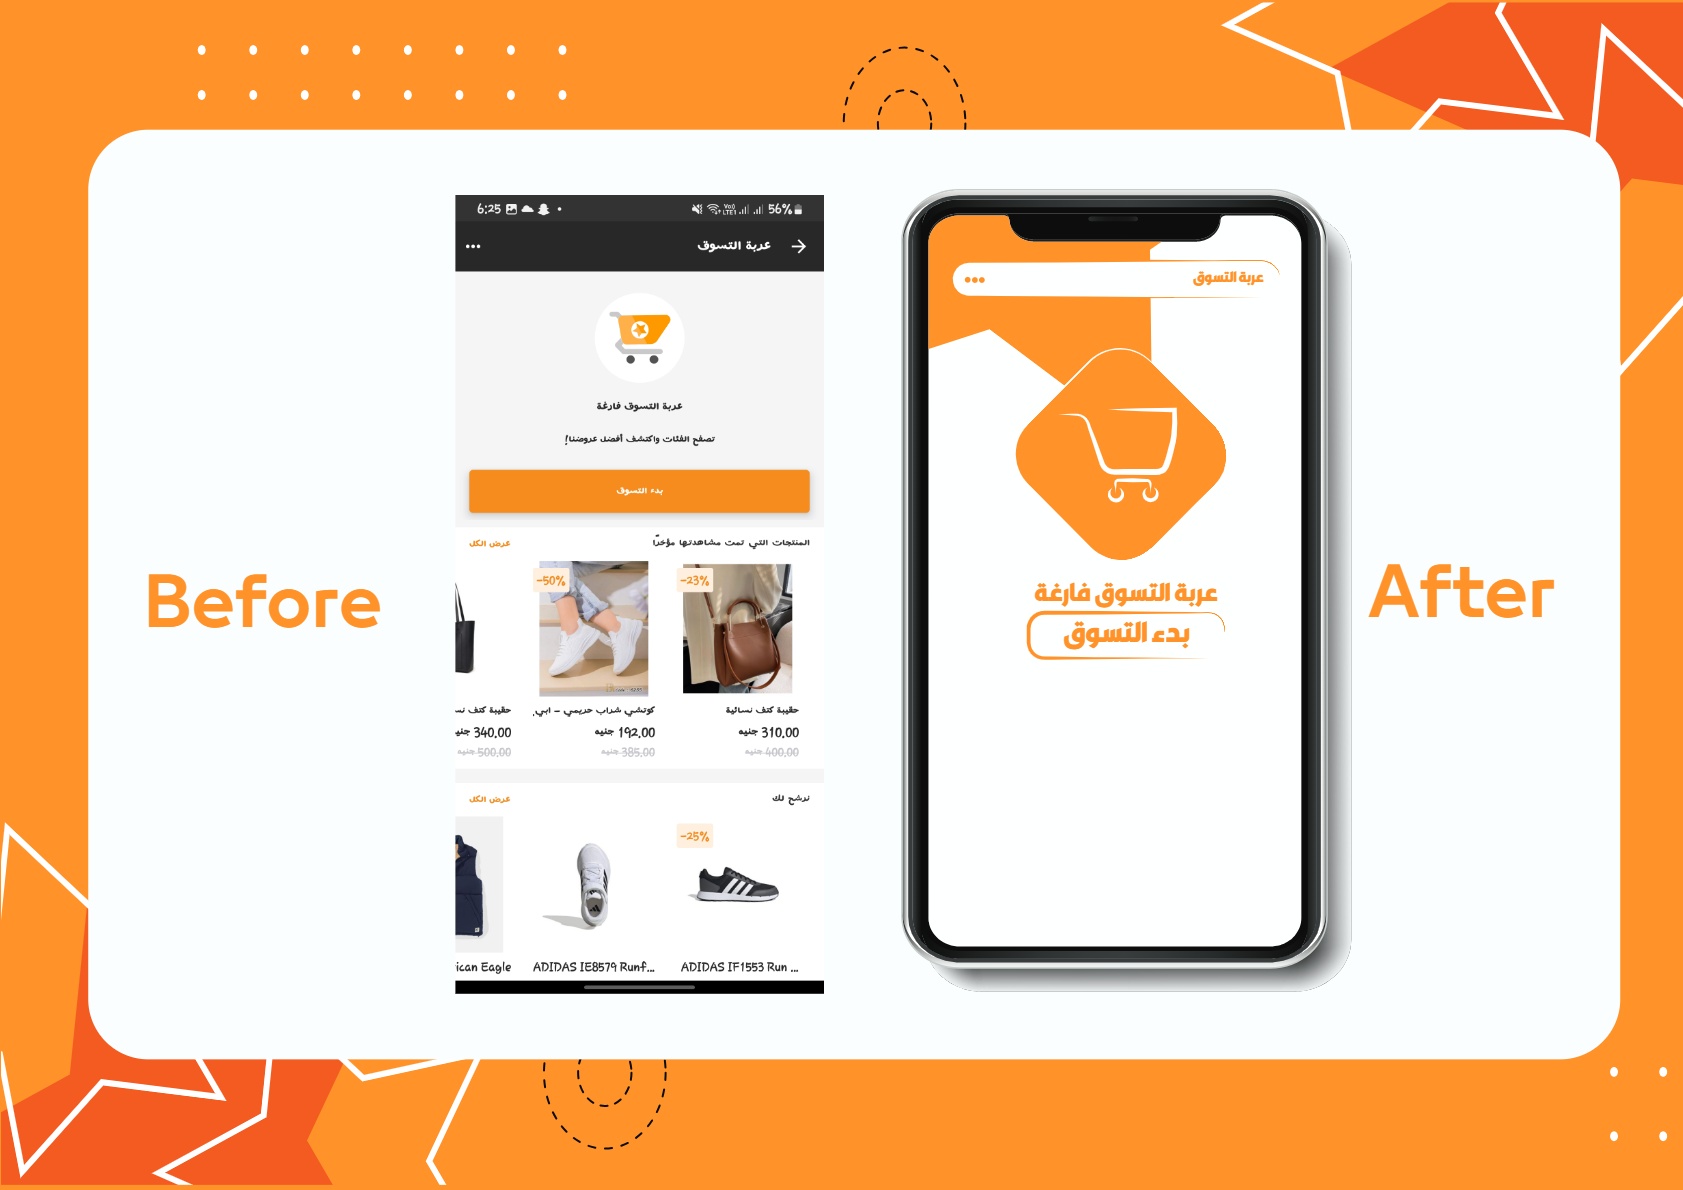 Before
6:25
56%
عربة التسوق
عربة التسوق فارغة
تصفح الفئات واكتشف أفضل عروضنا!
بدء التسوق
المنتجات التي تمت مشاهدتها مؤخرًا
عرض الكل
-23%
-50%
حقيبة كتف نسائية
كوتشي شراب حريمي – ابي
حقيبة كتف نس
310.00 جنيه
192.00 جنيه
340.00 جنيه
400.00 جنيه
385.00 جنيه
500.00 جنيه
نرشح لك
عرض الكل
-25%
ican Eagle
ADIDAS IE8579 Runf...
ADIDAS IF1553 Run ...
عربة التسوق
عربة التسوق فارغة
بدء التسوق
After